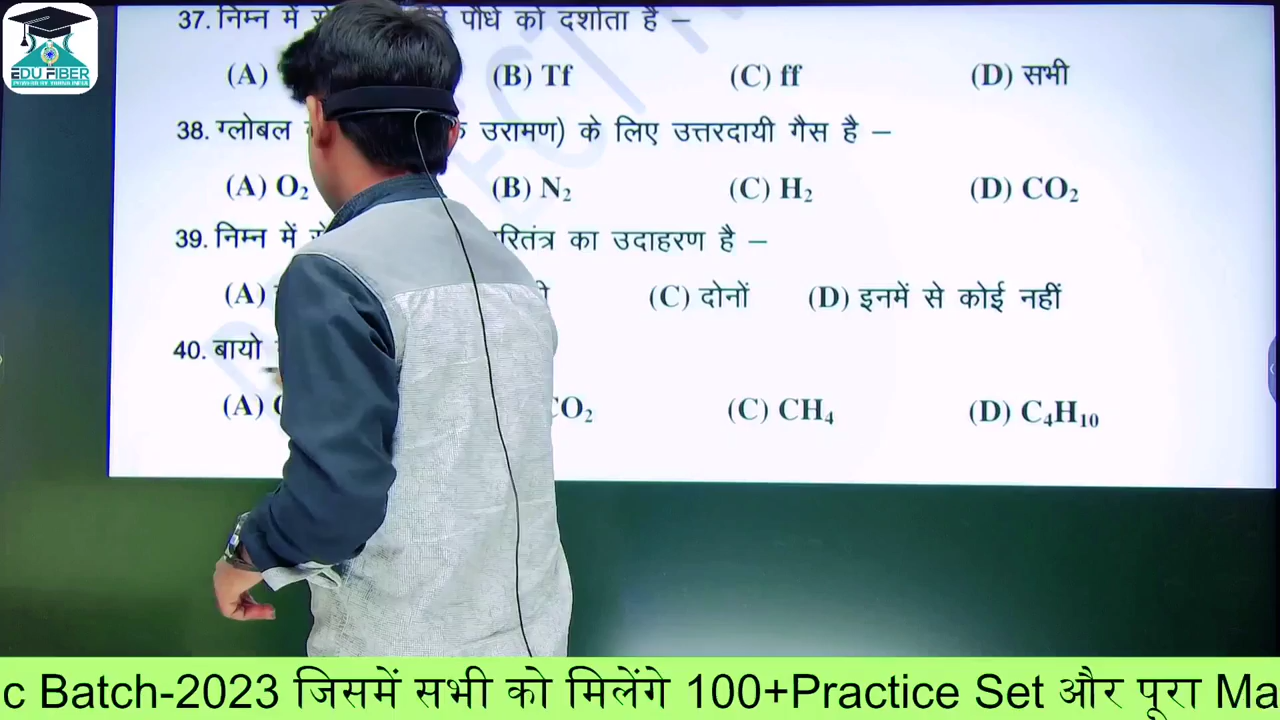 37. निम्न में पौधे को दर्शाता है –
(A) (B) Tf (C) ff (D) सभी
38. ग्लोबल उरामण) के लिए उत्तरदायी गैस है –
(A) O₂ (B) N₂ (C) H₂ (D) CO₂
39. निम्न में का उदाहरण है –
(A) (C) दोनों (D) इनमें से कोई नहीं
40. बायो
(A) CO₂ (C) CH₄ (D) C₄H₁₀
EDU FIBER
c Batch-2023 जिसमें सभी को मिलेंगे 100+Practice Set और पूरा Ma